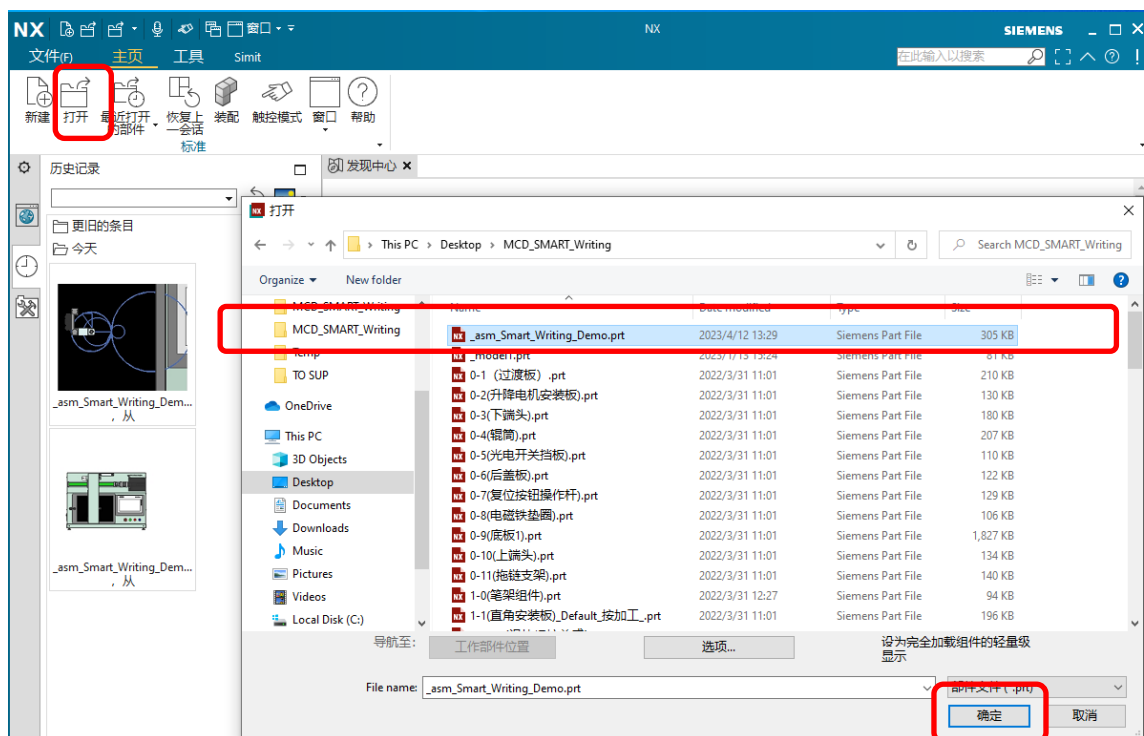 NX 窗口 NX SIEMENS
文件(F) 主页 工具 Simit 在此输入以搜索
新建 打开 最近打开的部件 恢复上一会话 装配 触控模式 窗口 帮助
标准
历史记录 发现中心
更旧的条目
今天
_asm_Smart_Writing_Dem...
, 从
_asm_Smart_Writing_Dem...
, 从
NX 打开
This PC > Desktop > MCD_SMART_Writing Search MCD_SMART_Writing
Organize New folder
MCD_SMART_Writing
MCD_SMART_Writing
Temp
TO SUP
OneDrive
This PC
3D Objects
Desktop
Documents
Downloads
Music
Pictures
Videos
Local Disk (C:)
Name Date modified Type Size
_asm_Smart_Writing_Demo.prt 2023/4/12 13:29 Siemens Part File 305 KB
_model1.prt 2023/1/13 15:24 Siemens Part File 81 KB
0-1（过渡板）.prt 2022/3/31 11:01 Siemens Part File 210 KB
0-2(升降电机安装板).prt 2022/3/31 11:01 Siemens Part File 130 KB
0-3(下端头).prt 2022/3/31 11:01 Siemens Part File 180 KB
0-4(辊筒).prt 2022/3/31 11:01 Siemens Part File 207 KB
0-5(光电开关挡板).prt 2022/3/31 11:01 Siemens Part File 110 KB
0-6(后盖板).prt 2022/3/31 11:01 Siemens Part File 122 KB
0-7(复位按钮操作杆).prt 2022/3/31 11:01 Siemens Part File 129 KB
0-8(电磁铁垫圈).prt 2022/3/31 11:01 Siemens Part File 106 KB
0-9(底板1).prt 2022/3/31 11:01 Siemens Part File 1,827 KB
0-10(上端头).prt 2022/3/31 11:01 Siemens Part File 134 KB
0-11(拖链支架).prt 2022/3/31 11:01 Siemens Part File 140 KB
1-0(笔架组件).prt 2022/3/31 12:27 Siemens Part File 94 KB
1-1(直角安装板)_Default_按加工_.prt 2022/3/31 11:01 Siemens Part File 196 KB
导航至: 工作部件位置 选项... 设为完全加载组件的轻量级
显示
File name: _asm_Smart_Writing_Demo.prt 部件文件 (*.prt)
确定 取消